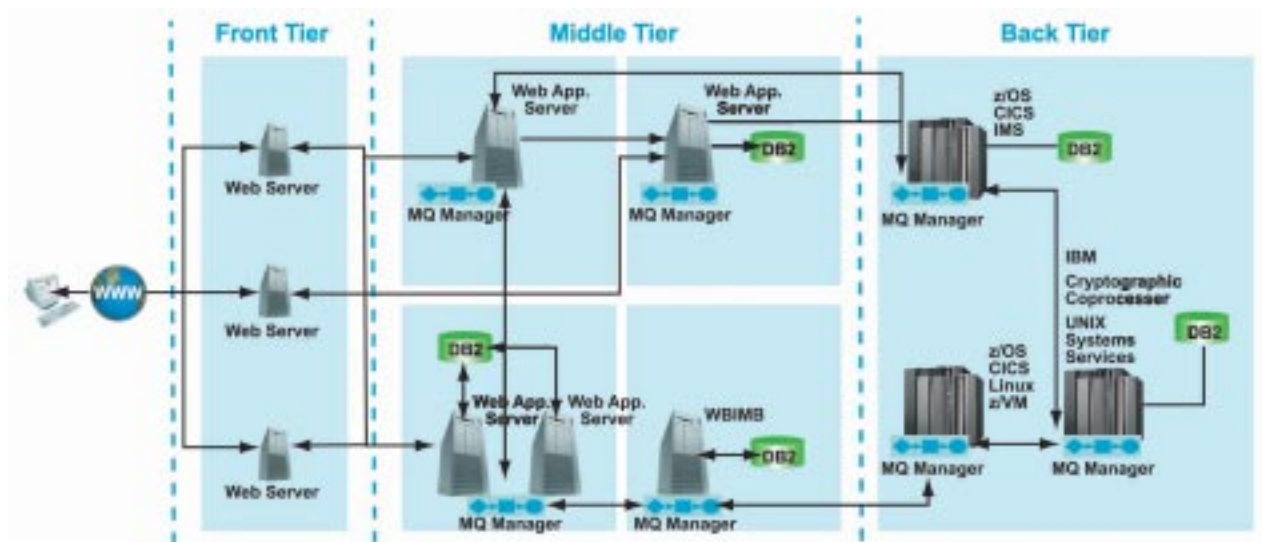 Front Tier
Middle Tier
Back Tier
Web App.
Server
Web App.
Server
z/OS
CICS
IMS
DB2
DB2
Web Server
MQ Manager
MQ Manager
MQ Manager
WWW
IBM
Cryptographic
Coprocesser
UNIX
Systems
Services
DB2
Web Server
DB2
z/OS
CICS
Linux
z/VM
Web App.
Server
Web App.
Server
WBIMB
DB2
Web Server
MQ Manager
MQ Manager
MQ Manager
MQ Manager